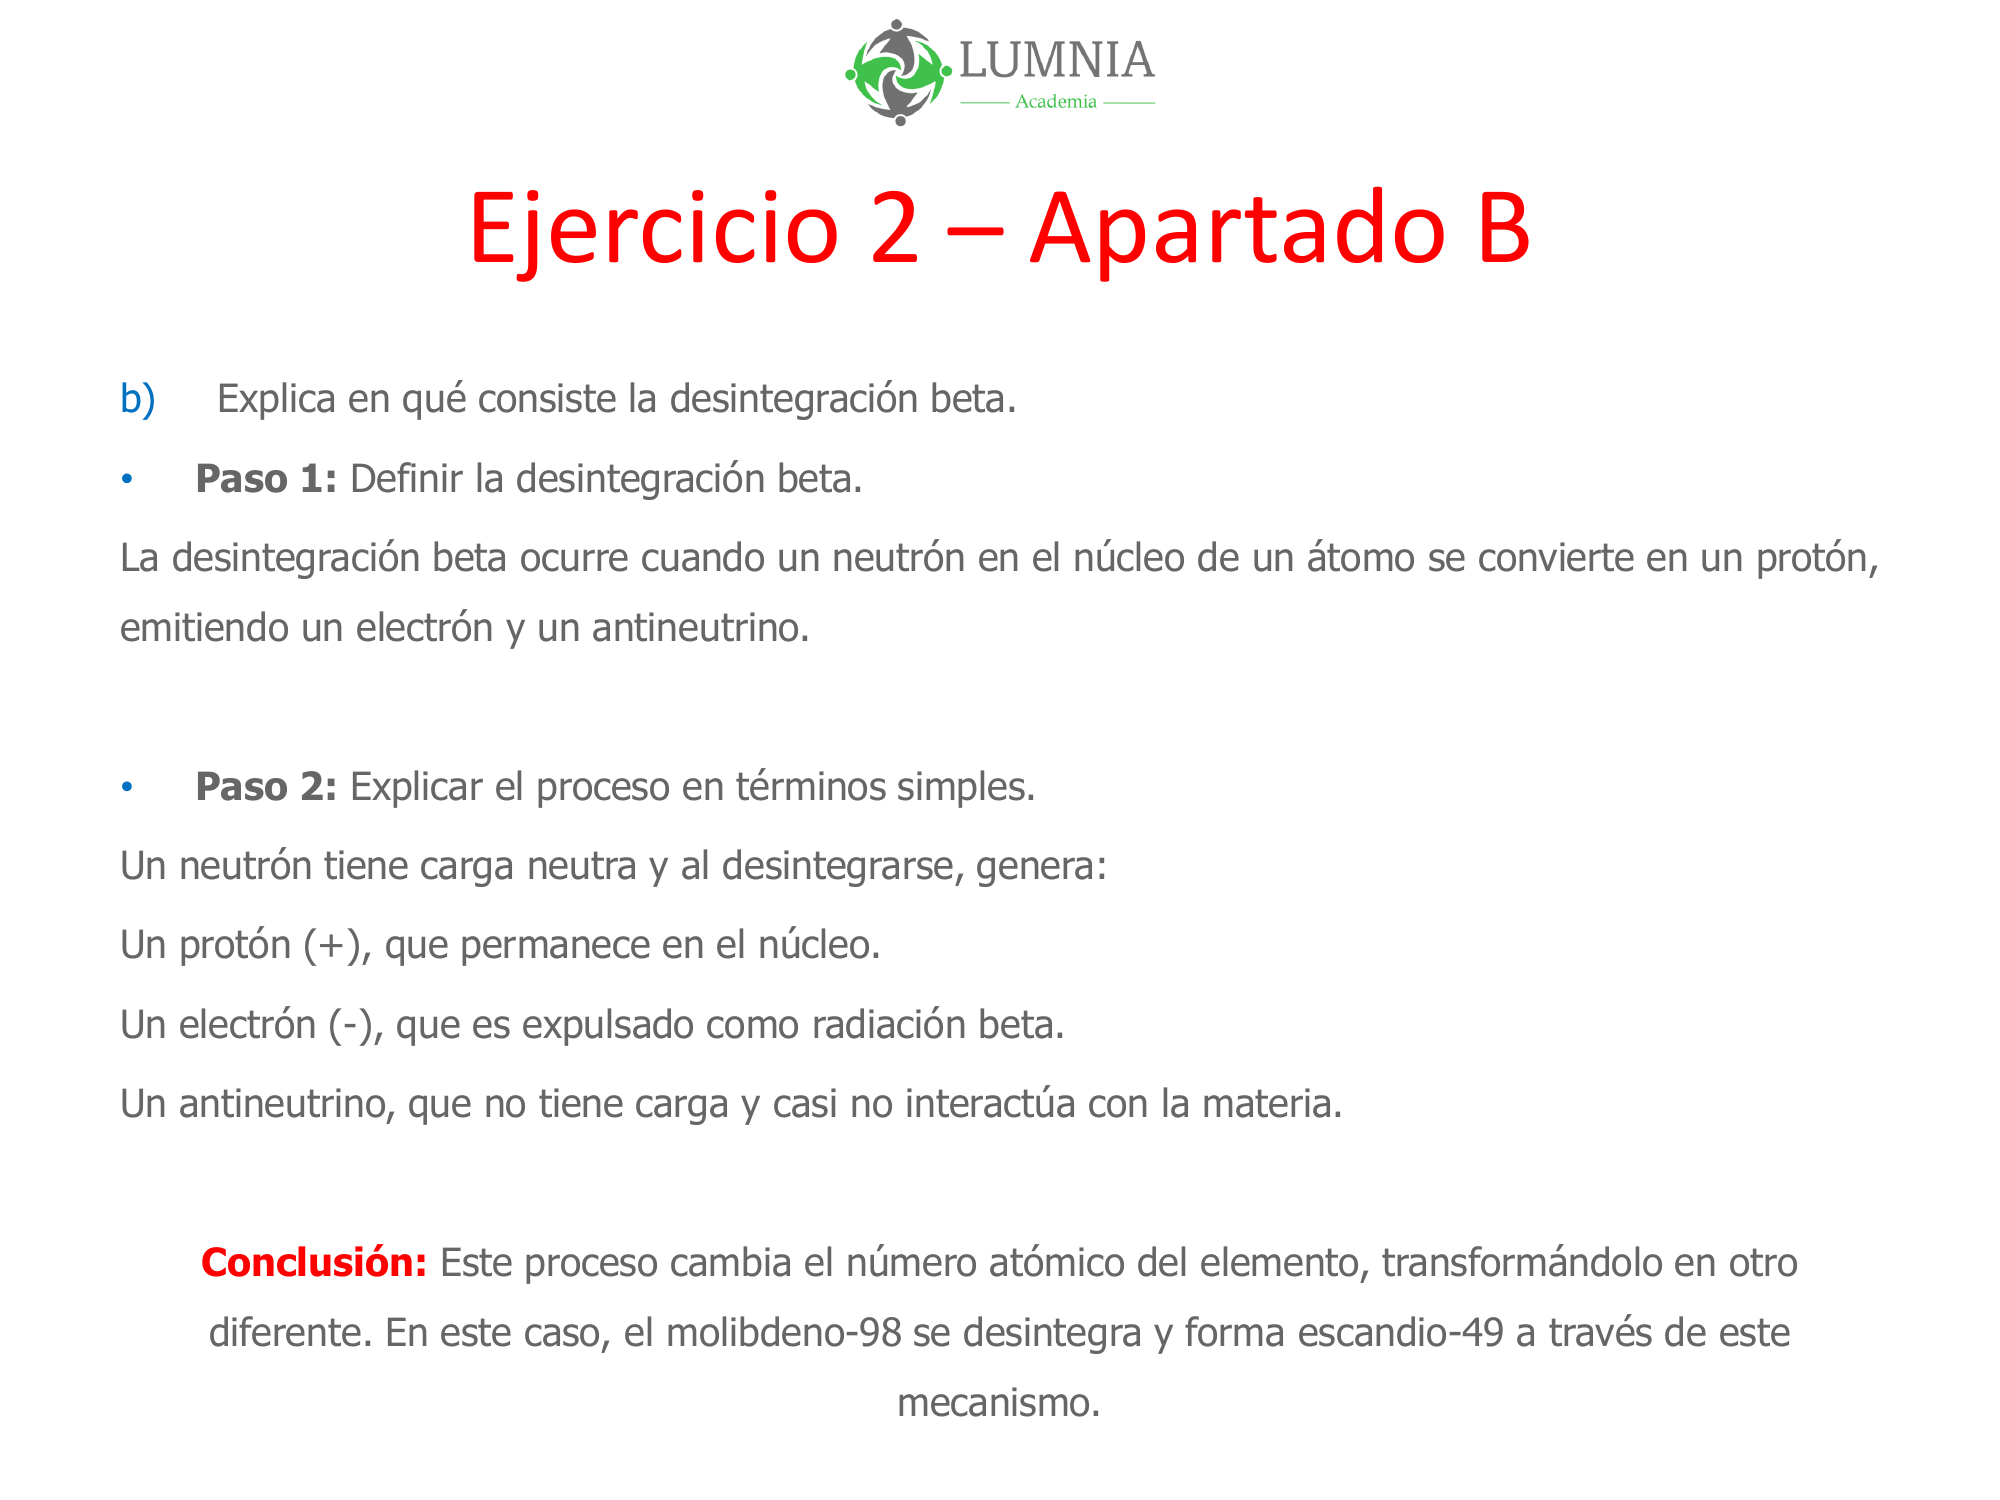 LUMNIA
Academia
Ejercicio 2 – Apartado B
b) Explica en qué consiste la desintegración beta.
• Paso 1: Definir la desintegración beta.
La desintegración beta ocurre cuando un neutrón en el núcleo de un átomo se convierte en un protón,
emitiendo un electrón y un antineutrino.
• Paso 2: Explicar el proceso en términos simples.
Un neutrón tiene carga neutra y al desintegrarse, genera:
Un protón (+), que permanece en el núcleo.
Un electrón (-), que es expulsado como radiación beta.
Un antineutrino, que no tiene carga y casi no interactúa con la materia.
Conclusión: Este proceso cambia el número atómico del elemento, transformándolo en otro
diferente. En este caso, el molibdeno-98 se desintegra y forma escandio-49 a través de este
mecanismo.